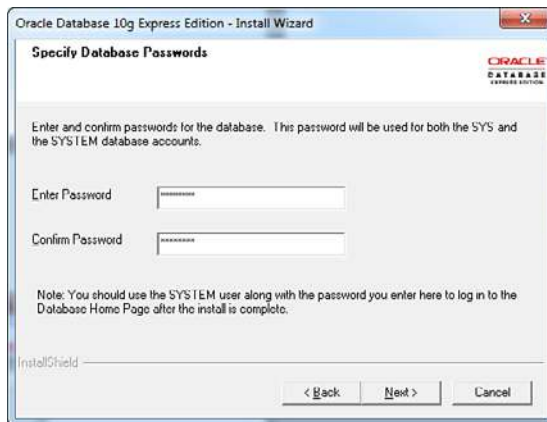 Oracle Database 10g Express Edition - Install Wizard
Specify Database Passwords
ORACLE
DATABASE
EXPRESS EDITION
Enter and confirm passwords for the database. This password will be used for both the SYS and
the SYSTEM database accounts.
Enter Password
Confirm Password
Note: You should use the SYSTEM user along with the password you enter here to log in to the
Database Home Page after the install is complete.
InstallShield
< Back
Next >
Cancel